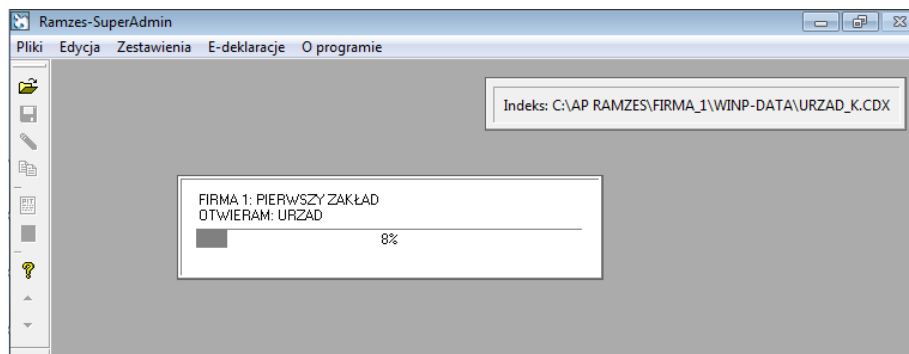 Ramzes-SuperAdmin
Pliki Edycja Zestawienia E-deklaracje O programie
Indeks: C:\AP RAMZES\FIRMA_1\WINP-DATA\URZAD_K.CDX
FIRMA 1: PIERWSZY ZAKŁAD
OTWIERAM: URZAD
8%
PIT
?